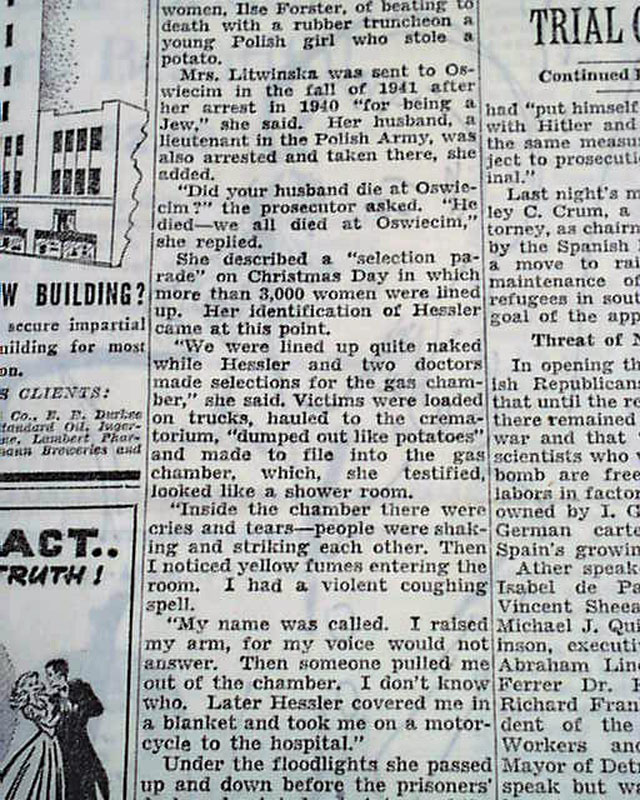 W BUILDING?
secure impartial
uilding for most
on.
S CLIENTS:
Co., E. F. Durkee
tandard Oil, Inger-
ne, Lambert Phar-
mann Breweries and
ACT..
TRUTH!
women, Ilse Forster, of beating to
death with a rubber truncheon a
young Polish girl who stole a
potato.
Mrs. Litwinska was sent to Os-
wiecim in the fall of 1941 after
her arrest in 1940 “for being a
Jew,” she said. Her husband, a
lieutenant in the Polish Army, was
also arrested and taken there, she
added.
“Did your husband die at Oswie-
cim?” the prosecutor asked. “He
died—we all died at Oswiecim,”
she replied.
She described a “selection pa-
rade” on Christmas Day in which
more than 3,000 women were lined
up. Her identification of Hessler
came at this point.
“We were lined up quite naked
while Hessler and two doctors
made selections for the gas cham-
ber,” she said. Victims were loaded
on trucks, hauled to the crema-
torium, “dumped out like potatoes”
and made to file into the gas
chamber, which, she testified,
looked like a shower room.
“Inside the chamber there were
cries and tears—people were shak-
ing and striking each other. Then
I noticed yellow fumes entering the
room. I had a violent coughing
spell.
“My name was called. I raised
my arm, for my voice would not
answer. Then someone pulled me
out of the chamber. I don't know
who. Later Hessler covered me in
a blanket and took me on a motor-
cycle to the hospital.”
Under the floodlights she passed
up and down before the prisoners'
TRIAL
Continued
had “put himself
with Hitler and
the same measu
ject to prosecuti
inal.”
Last night's m
ley C. Crum, a
torney, as chairn
by the Spanish
a move to rai
maintenance of
refugees in sout
goal of the app
Threat of
In opening th
ish Republican
that until the re
there remained
war and that
scientists who
bomb are free
labors in factor
owned by I. G
German carte
Spain's growin
Ather speak
Isabel de Pa
Vincent Sheea
Michael J. Qui
inson, executi
Abraham Linc
Ferrer Dr.
Richard Fran
dent of the
Workers and
Mayor of Detr
speak but w